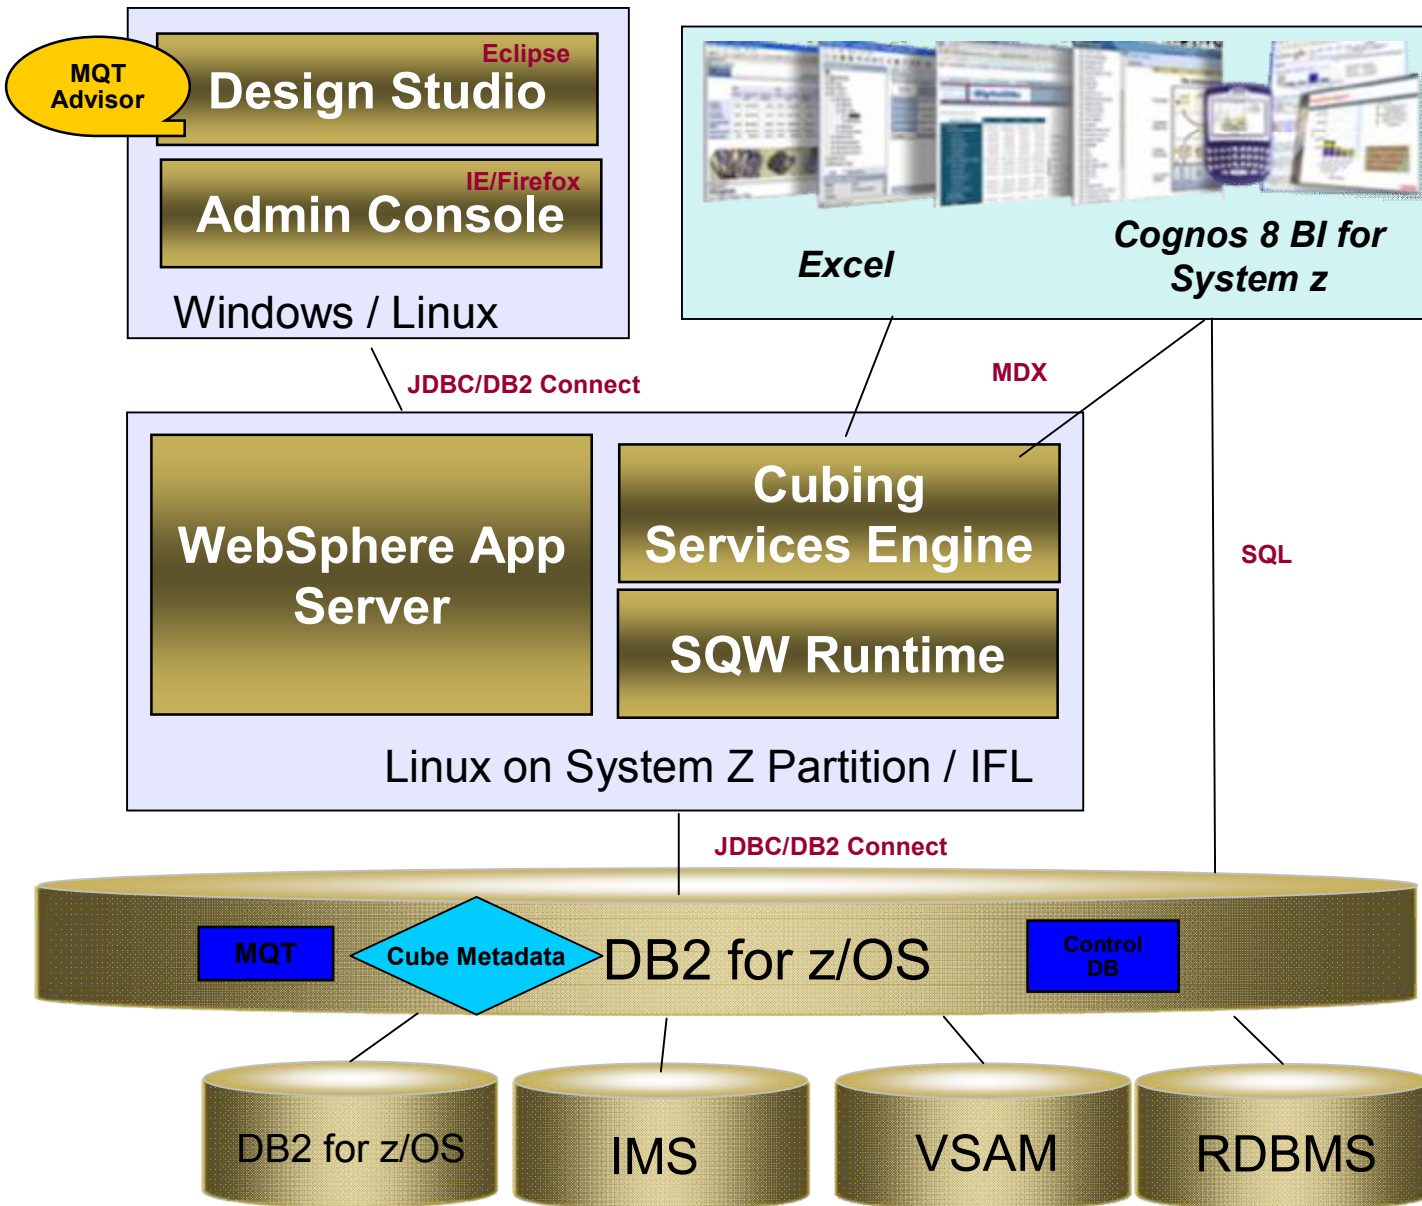 MQT
Advisor
Eclipse
Design Studio
IE/Firefox
Admin Console
Windows / Linux
Excel
Cognos 8 BI for
System z
JDBC/DB2 Connect
MDX
WebSphere App
Server
Cubing
Services Engine
SQW Runtime
SQL
Linux on System Z Partition / IFL
JDBC/DB2 Connect
MQT
Cube Metadata
DB2 for z/OS
Control
DB
DB2 for z/OS
IMS
VSAM
RDBMS